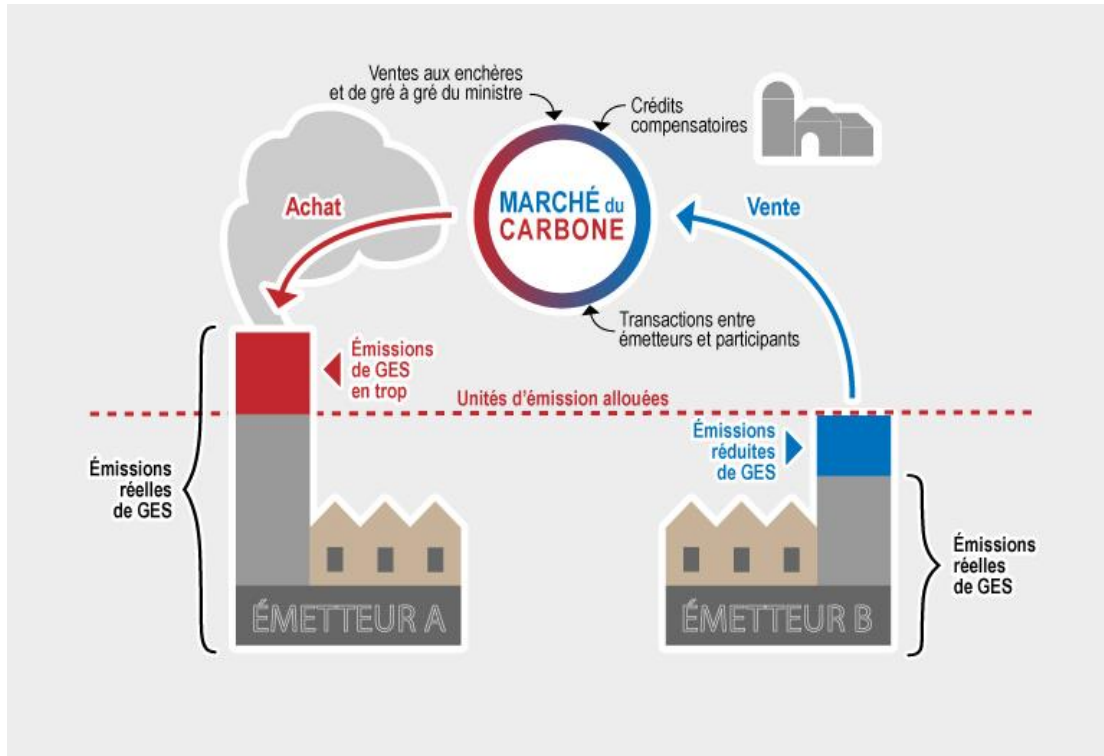 Ventes aux enchères
et de gré à gré du ministre
Crédits
compensatoires
Achat
MARCHÉ du
CARBONE
Vente
Transactions entre
émetteurs et participants
Émissions
de GES
en trop
Unités d'émission allouées
Émissions
réduites
de GES
Émissions
réelles
de GES
Émissions
réelles
de GES
ÉMETTEUR A
ÉMETTEUR B